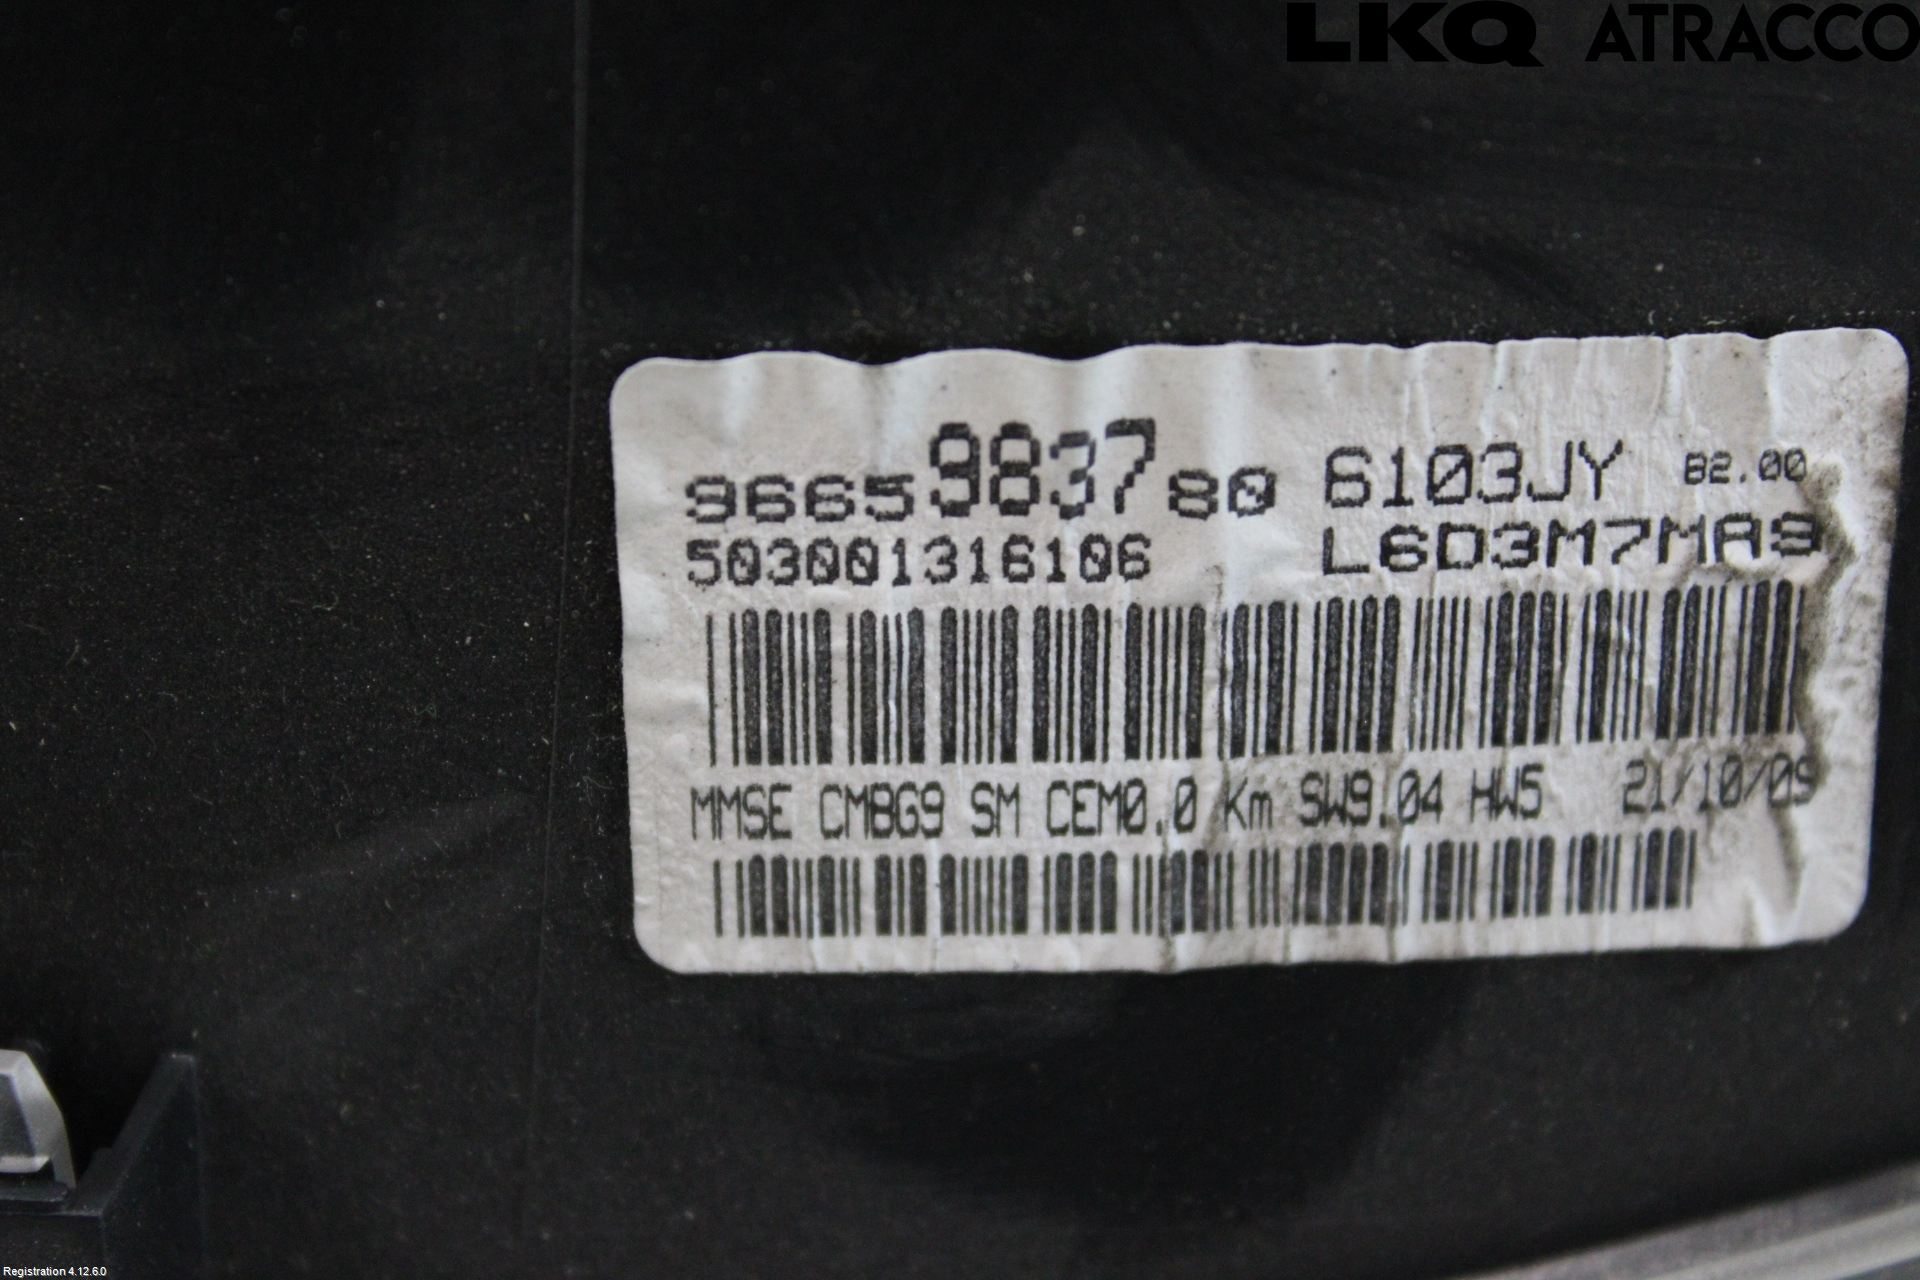 LKQ ATRACCO
9665983780 6103JY 82.00
503001316106 L6D3M7MA9
MMSE CMBG9 SM CEM0.0 Km SW9.04 HW5 21/10/09
Registration 4.12.6.0